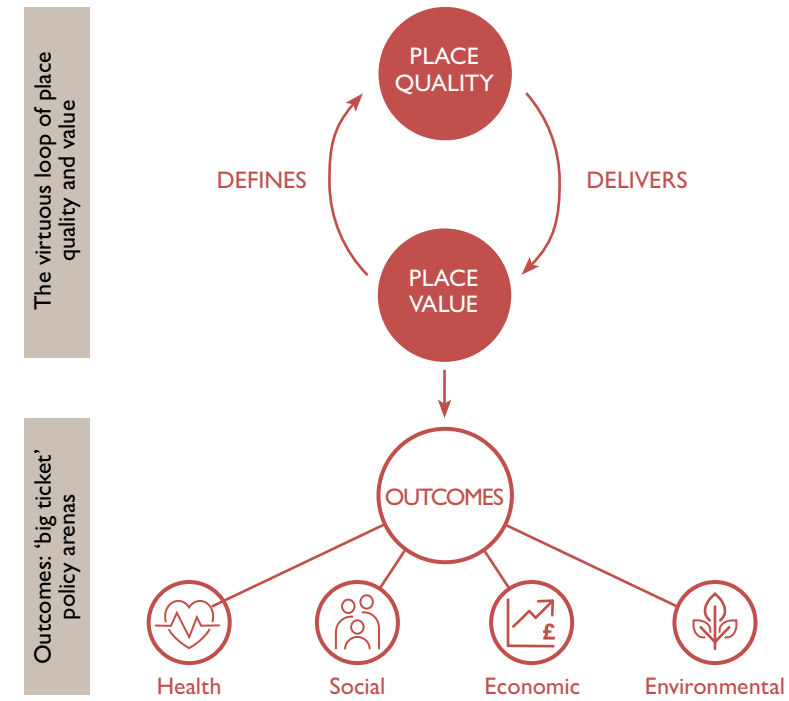 The virtuous loop of place
quality and value
PLACE
QUALITY
DEFINES
DELIVERS
PLACE
VALUE
Outcomes: ‘big ticket’
policy arenas
OUTCOMES
£
Health
Social
Economic
Environmental